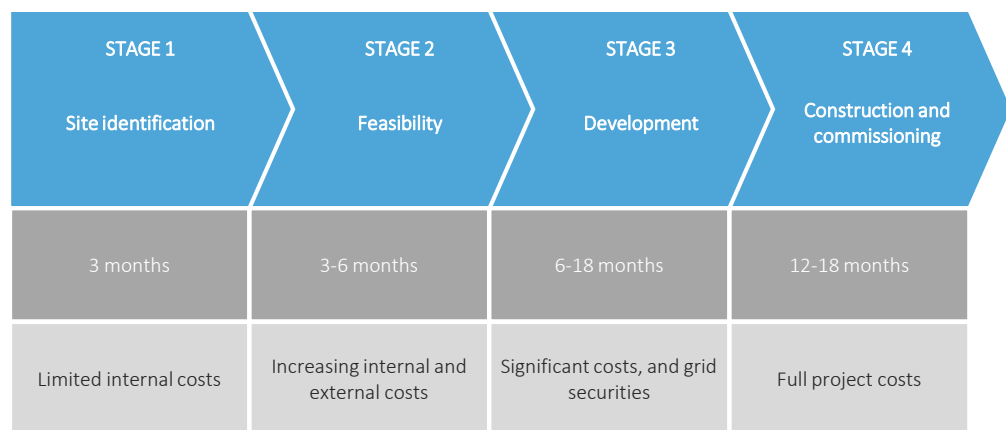 STAGE 1
Site identification
STAGE 2
Feasibility
STAGE 3
Development
STAGE 4
Construction and
commissioning
3 months
3-6 months
6-18 months
12-18 months
Limited internal costs
Increasing internal and
external costs
Significant costs, and grid
securities
Full project costs